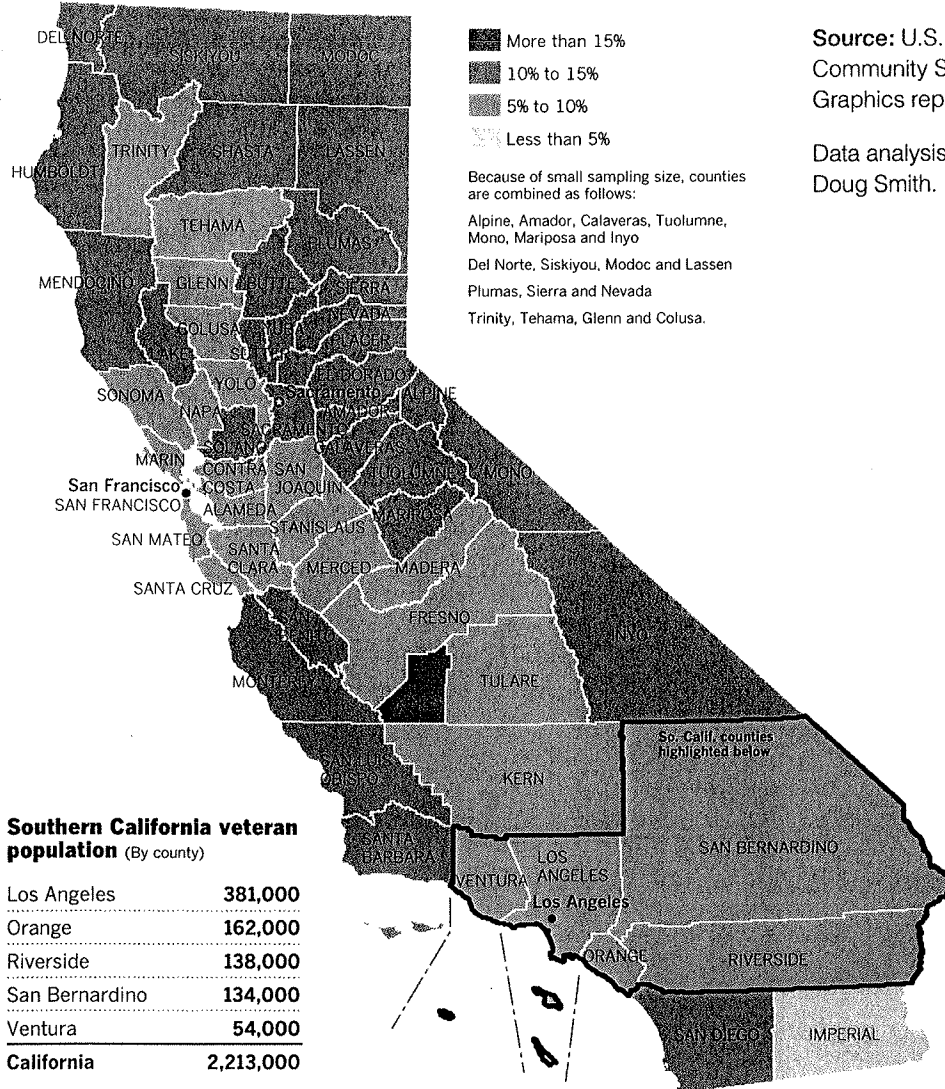 More than 15%
10% to 15%
5% to 10%
Less than 5%
Because of small sampling size, counties
are combined as follows:
Alpine, Amador, Calaveras, Tuolumne,
Mono, Mariposa and Inyo
Del Norte, Siskiyou, Modoc and Lassen
Plumas, Sierra and Nevada
Trinity, Tehama, Glenn and Colusa.
Source: U.S.
Community S
Graphics rep
Data analysis
Doug Smith.
DEL NORTE
SISKIYOU
MODOC
HUMBOLDT
TRINITY
SHASTA
LASSEN
TEHAMA
PLUMAS
MENDOCINO
GLENN
BUTTE
SIERRA
NEVADA
COLUSA
YUBA
PLACER
LAKE
SUTTER
EL DORADO
SONOMA
NAPA
YOLO
Sacramento
ALPINE
AMADOR
SACRAMENTO
SOLANO
CALAVERAS
MARIN
CONTRA
COSTA
SAN
JOAQUIN
TUOLUMNE
MONO
San Francisco
SAN FRANCISCO
ALAMEDA
STANISLAUS
MARIPOSA
SAN MATEO
SANTA
CLARA
MERCED
MADERA
SANTA CRUZ
FRESNO
SAN
BENITO
INYO
MONTEREY
TULARE
So. Calif. counties
highlighted below
SAN LUIS
OBISPO
KERN
SANTA
BARBARA
VENTURA
LOS
ANGELES
Los Angeles
SAN BERNARDINO
ORANGE
RIVERSIDE
SAN DIEGO
IMPERIAL
Southern California veteran
population (By county)
Los Angeles 381,000
Orange 162,000
Riverside 138,000
San Bernardino 134,000
Ventura 54,000
California 2,213,000